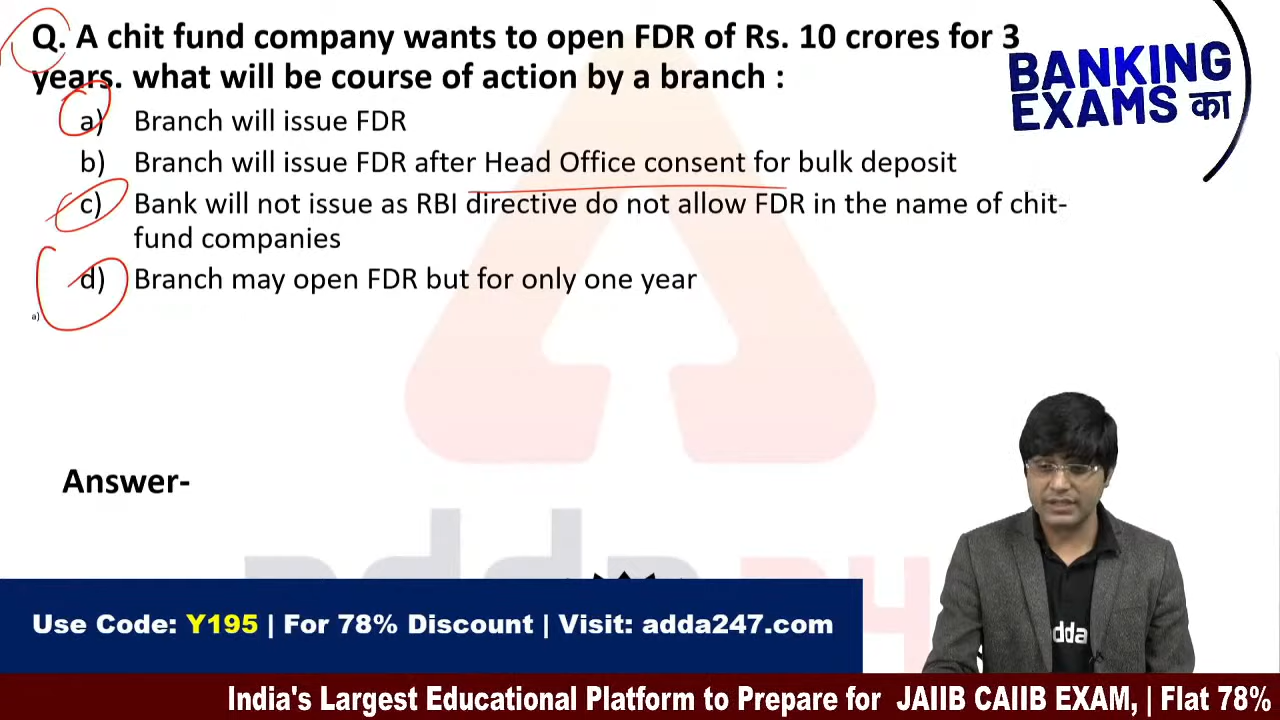 Q. A chit fund company wants to open FDR of Rs. 10 crores for 3
years. what will be course of action by a branch :
a) Branch will issue FDR
b) Branch will issue FDR after Head Office consent for bulk deposit
c) Bank will not issue as RBI directive do not allow FDR in the name of chit-
fund companies
d) Branch may open FDR but for only one year
a)
BANKING
EXAMS का
Answer-
adda
Use Code: Y195 | For 78% Discount | Visit: adda247.com
India's Largest Educational Platform to Prepare for JAIIB CAIIB EXAM, | Flat 78%